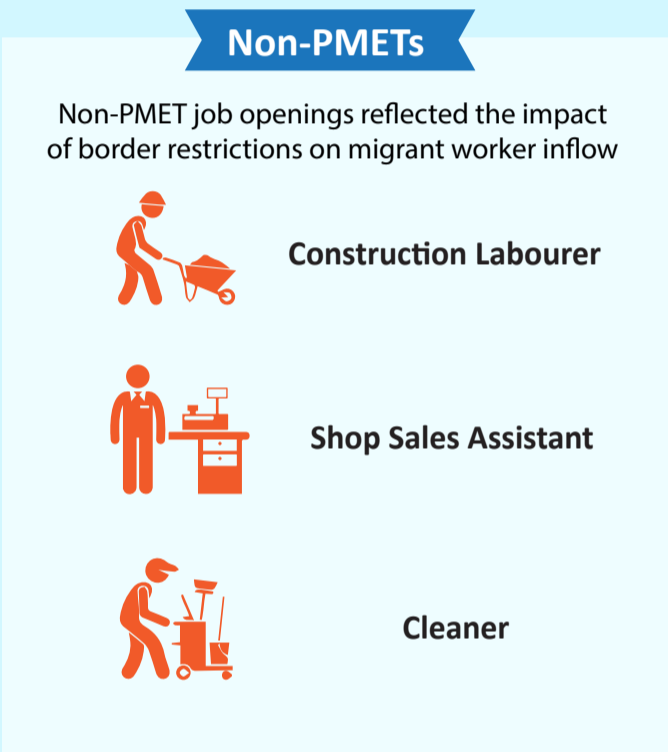 Non-PMETs
Non-PMET job openings reflected the impact
of border restrictions on migrant worker inflow
Construction Labourer
Shop Sales Assistant
Cleaner